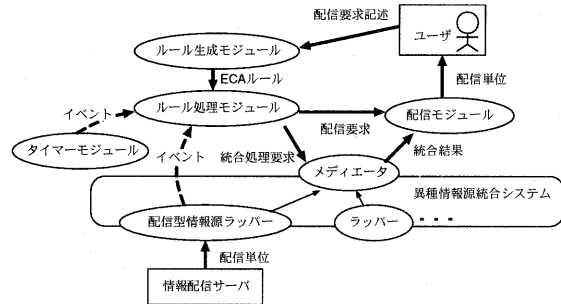 配信要求記述
ユーザ
ルール生成モジュール
ECAルール
配信単位
イベント
ルール処理モジュール
配信モジュール
配信要求
タイマーモジュール
イベント
統合処理要求
統合結果
メディエータ
異種情報源統合システム
配信型情報源ラッパー
ラッパー
・・・
配信単位
情報配信サーバ